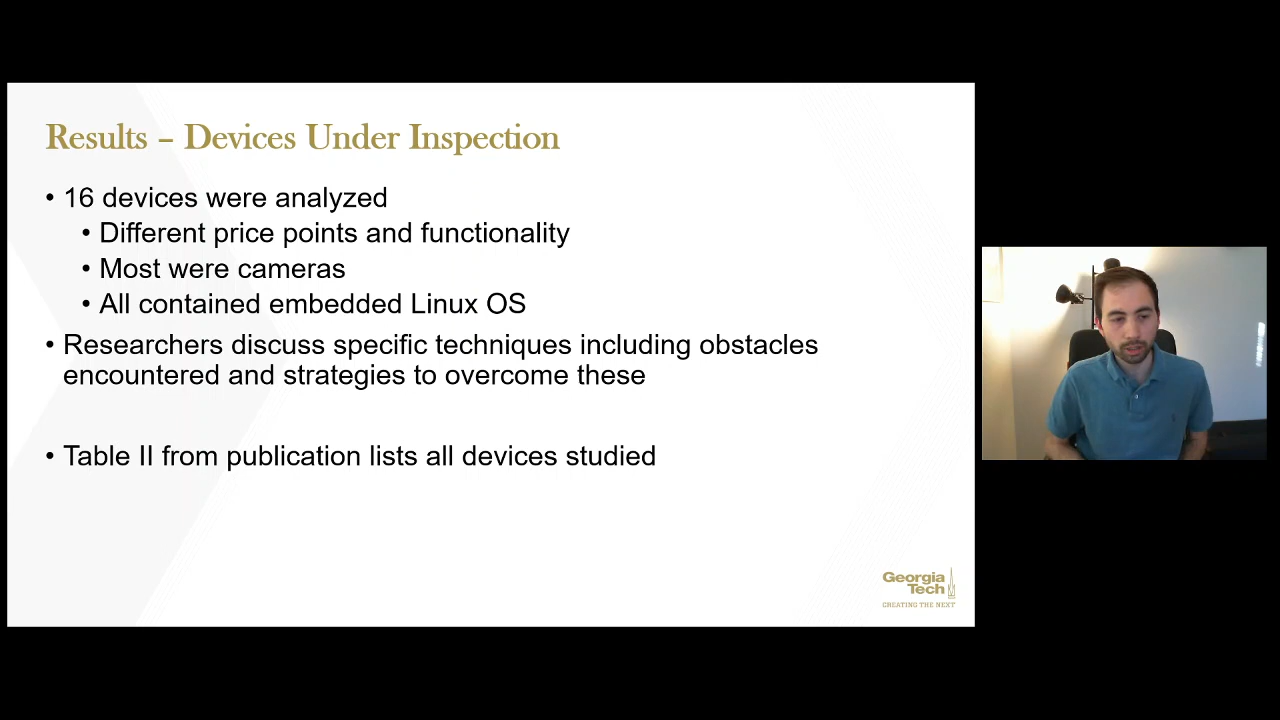 Results – Devices Under Inspection
• 16 devices were analyzed
• Different price points and functionality
• Most were cameras
• All contained embedded Linux OS
• Researchers discuss specific techniques including obstacles
encountered and strategies to overcome these
• Table II from publication lists all devices studied
Georgia
Tech
CREATING THE NEXT